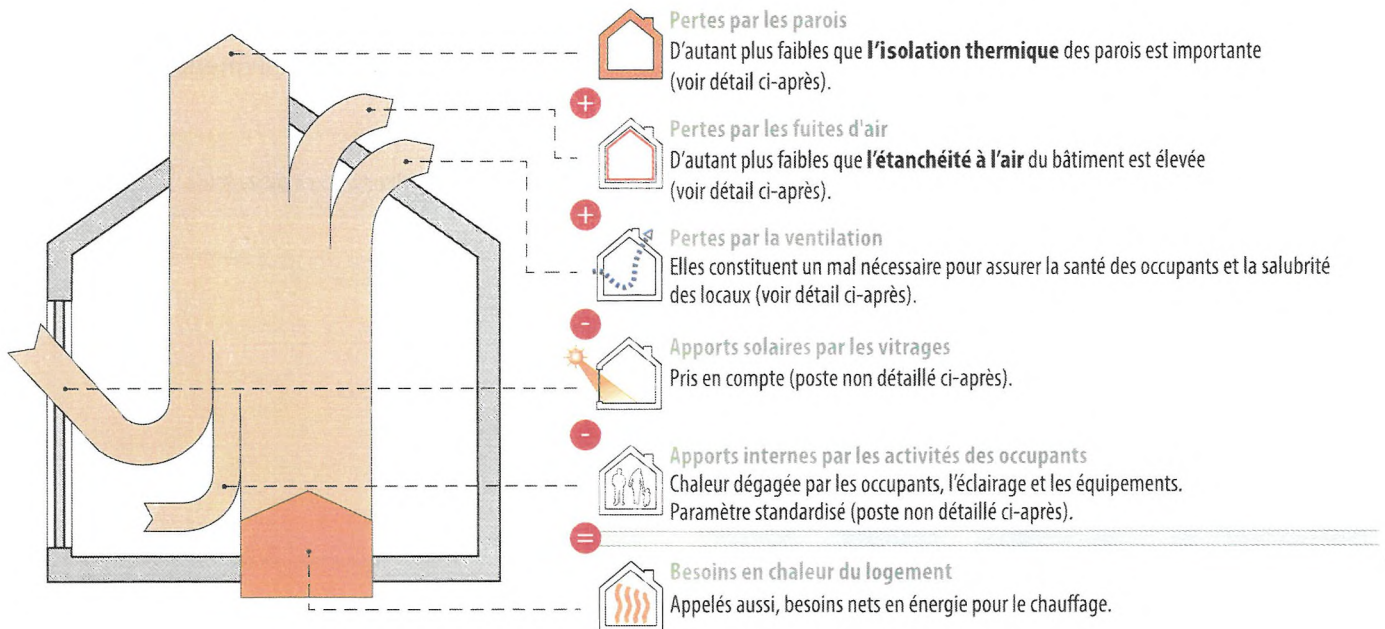 Pertes par les parois
D'autant plus faibles que l'isolation thermique des parois est importante
(voir détail ci-après).
+
Pertes par les fuites d'air
D'autant plus faibles que l'étanchéité à l'air du bâtiment est élevée
(voir détail ci-après).
+
Pertes par la ventilation
Elles constituent un mal nécessaire pour assurer la santé des occupants et la salubrité
des locaux (voir détail ci-après).
-
Apports solaires par les vitrages
Pris en compte (poste non détaillé ci-après).
-
Apports internes par les activités des occupants
Chaleur dégagée par les occupants, l'éclairage et les équipements.
Paramètre standardisé (poste non détaillé ci-après).
=
Besoins en chaleur du logement
Appelés aussi, besoins nets en énergie pour le chauffage.